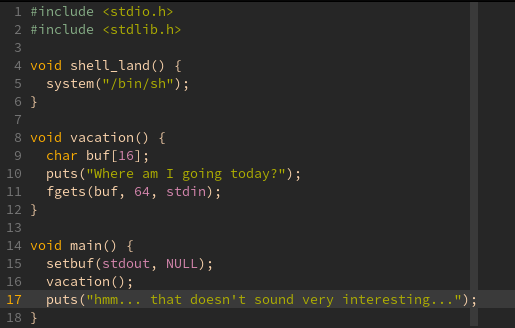 1 #include <stdio.h>
2 #include <stdlib.h>
3
4 void shell_land() {
5   system("/bin/sh");
6 }
7
8 void vacation() {
9   char buf[16];
10   puts("Where am I going today?");
11   fgets(buf, 64, stdin);
12 }
13
14 void main() {
15   setbuf(stdout, NULL);
16   vacation();
17   puts("hmm... that doesn't sound very interesting...");
18 }